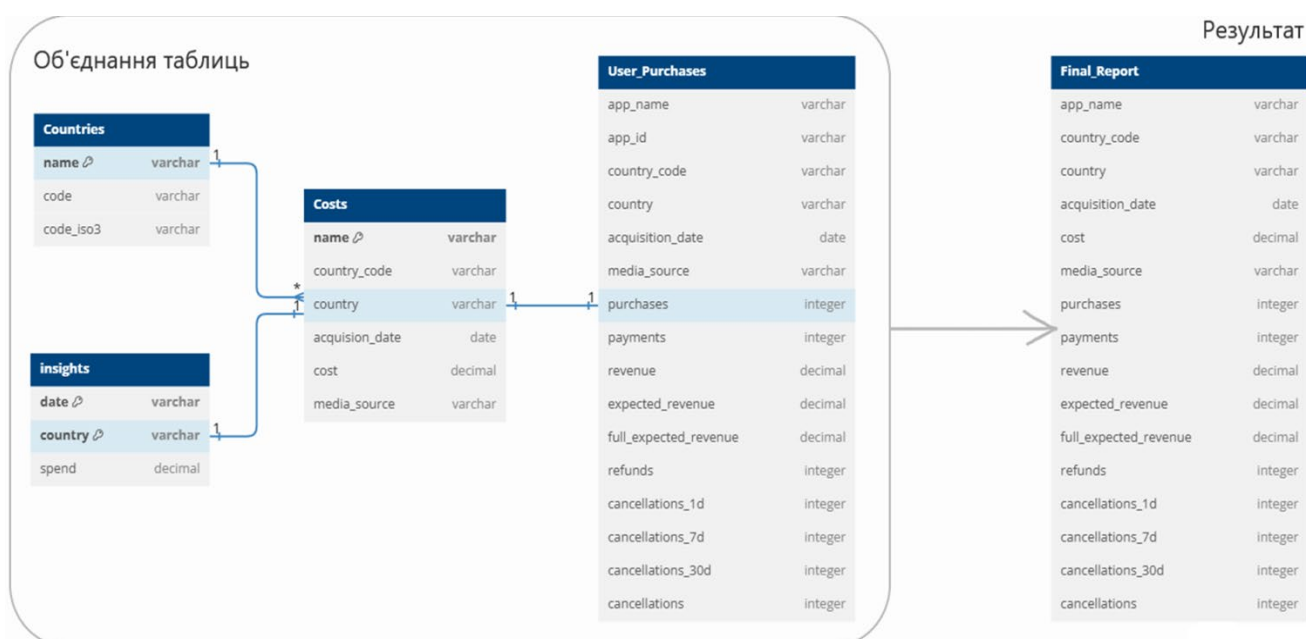 Результат
Об'єднання таблиць
Countries
name varchar
code varchar
code_iso3 varchar
insights
date varchar
country varchar
spend decimal
1
1
*
1
Costs
name varchar
country_code varchar
country varchar
acquision_date date
cost decimal
media_source varchar
1
1
User_Purchases
app_name varchar
app_id varchar
country_code varchar
country varchar
acquisition_date date
media_source varchar
purchases integer
payments integer
revenue decimal
expected_revenue decimal
full_expected_revenue decimal
refunds integer
cancellations_1d integer
cancellations_7d integer
cancellations_30d integer
cancellations integer
Final_Report
app_name varchar
country_code varchar
country varchar
acquisition_date date
cost decimal
media_source varchar
purchases integer
payments integer
revenue decimal
expected_revenue decimal
full_expected_revenue decimal
refunds integer
cancellations_1d integer
cancellations_7d integer
cancellations_30d integer
cancellations integer